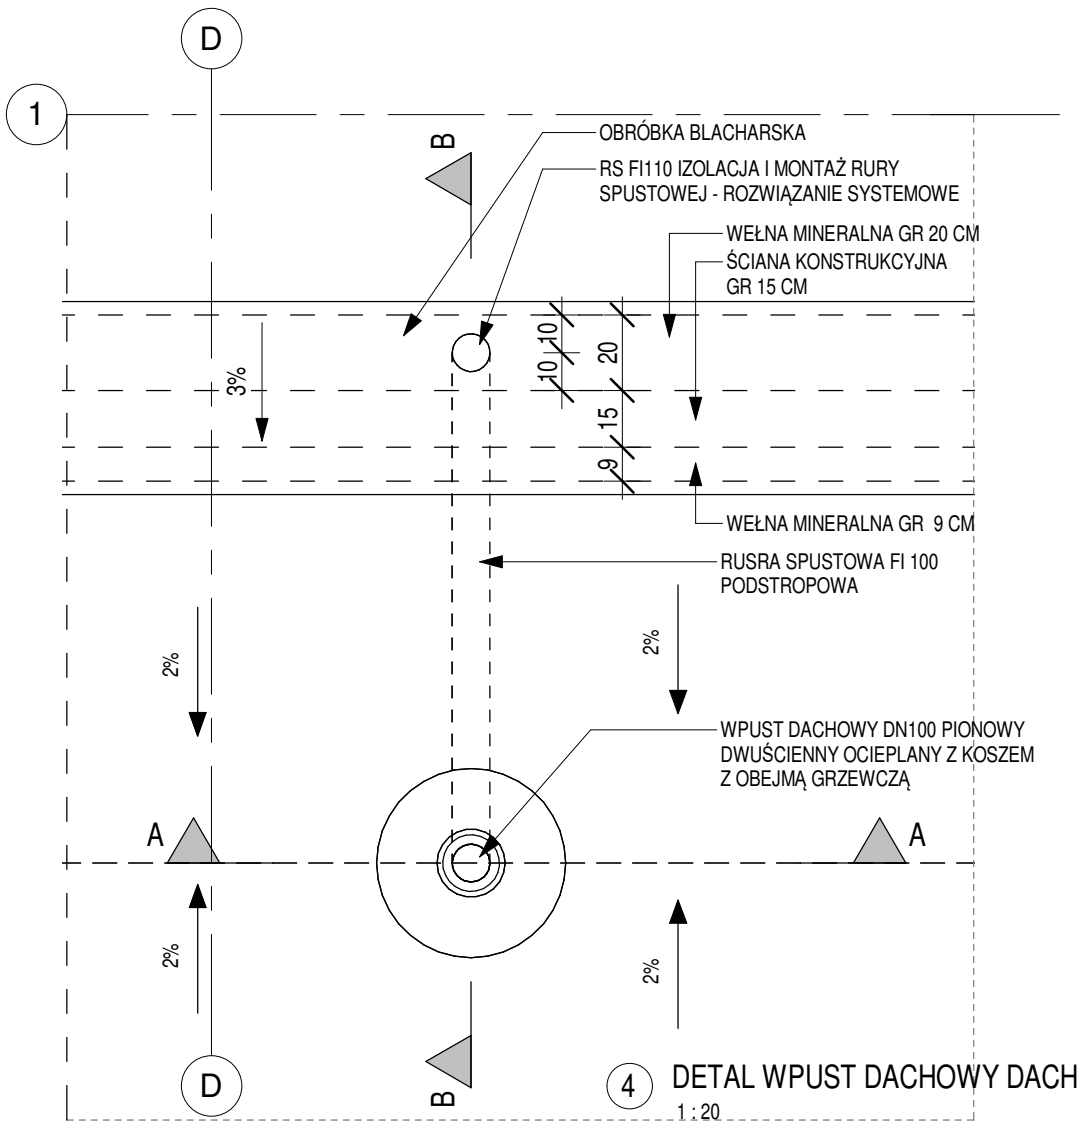 D
1
B
OBRÓBKA BLACHARSKA
RS FI110 IZOLACJA I MONTAŻ RURY
SPUSTOWEJ - ROZWIĄZANIE SYSTEMOWE
WEŁNA MINERALNA GR 20 CM
ŚCIANA KONSTRUKCYJNA
GR 15 CM
3%
10
10
20
15
9
WEŁNA MINERALNA GR 9 CM
RUSRA SPUSTOWA FI 100
PODSTROPOWA
2%
2%
WPUST DACHOWY DN100 PIONOWY
DWUŚCIENNY OCIEPLANY Z KOSZEM
Z OBEJMĄ GRZEWCZĄ
A
A
2%
2%
D
B
4
DETAL WPUST DACHOWY DACH
1 : 20